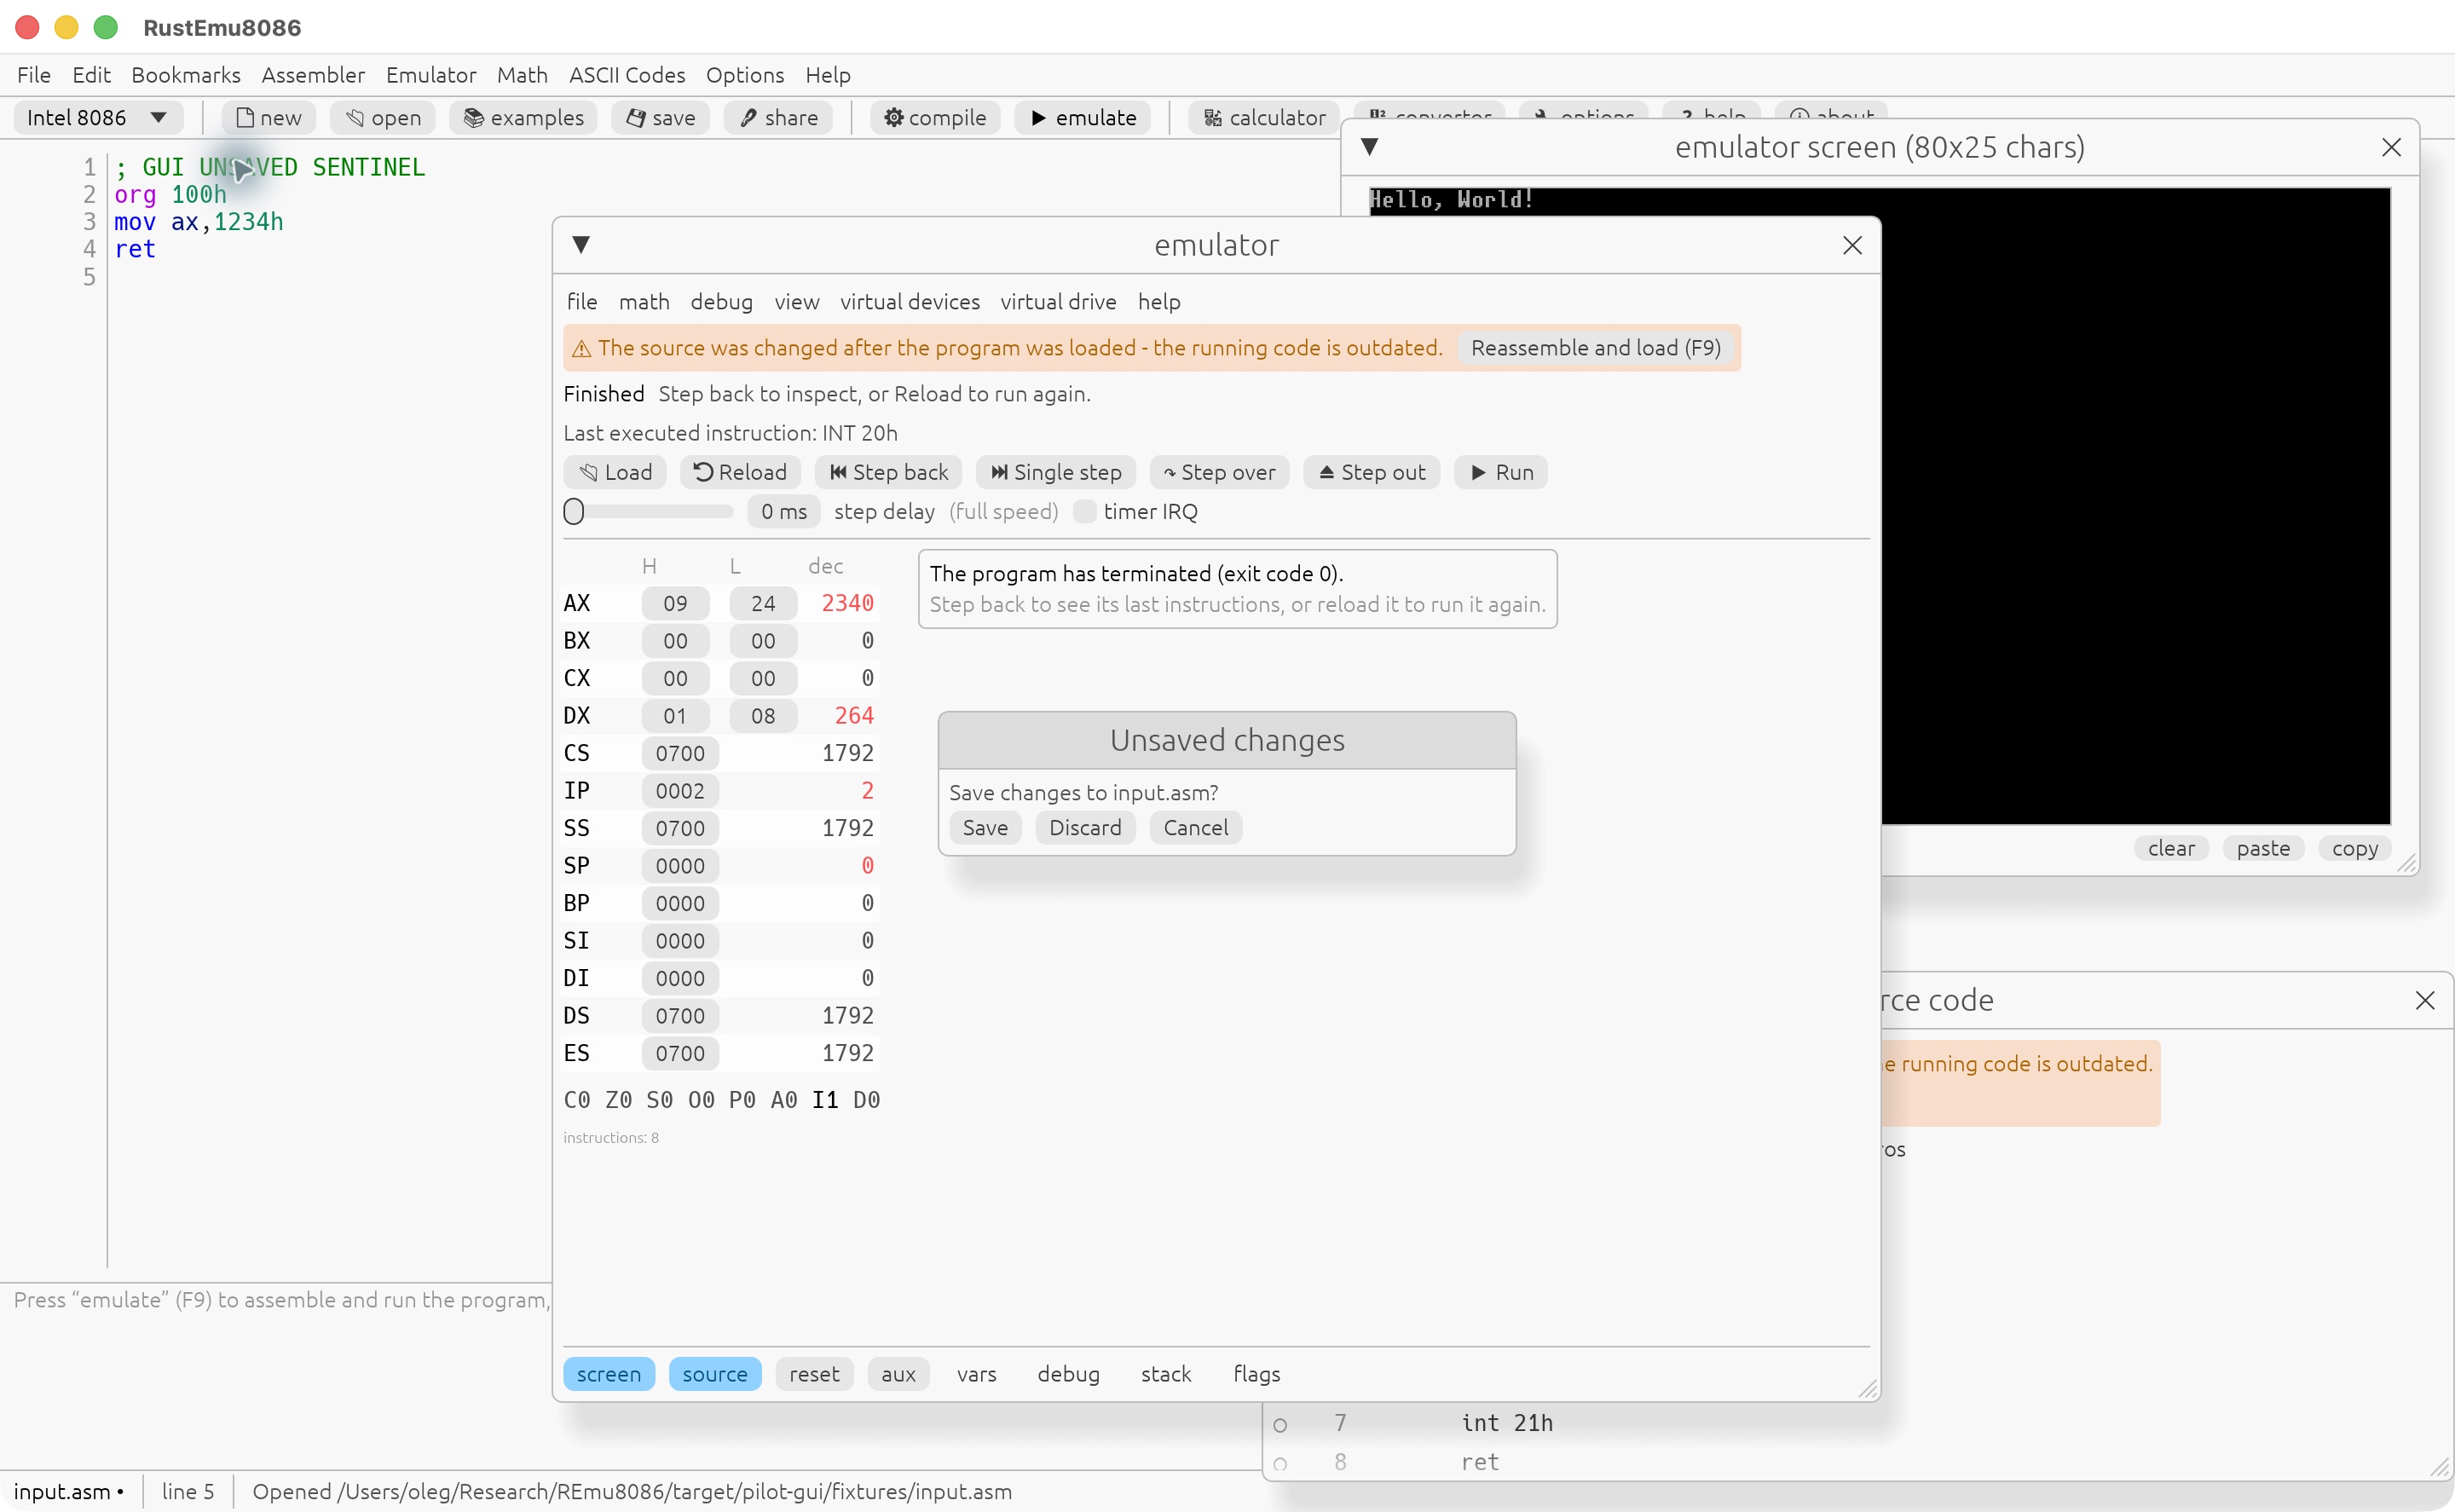 RustEmu8086
File Edit Bookmarks Assembler Emulator Math ASCII Codes Options Help
Intel 8086 new open examples save share compile emulate calculator convertor options help about
1 ; GUI UNSAVED SENTINEL
2 org 100h
3 mov ax,1234h
4 ret
5
emulator screen (80x25 chars)
Hello, World!
clear paste copy
emulator
file math debug view virtual devices virtual drive help
⚠ The source was changed after the program was loaded - the running code is outdated. Reassemble and load (F9)
Finished Step back to inspect, or Reload to run again.
Last executed instruction: INT 20h
Load Reload Step back Single step Step over Step out Run
0 ms step delay (full speed) timer IRQ
H L dec
AX 09 24 2340
BX 00 00 0
CX 00 00 0
DX 01 08 264
CS 0700 1792
IP 0002 2
SS 0700 1792
SP 0000 0
BP 0000 0
SI 0000 0
DI 0000 0
DS 0700 1792
ES 0700 1792
C0 Z0 S0 O0 P0 A0 I1 D0
instructions: 8
The program has terminated (exit code 0).
Step back to see its last instructions, or reload it to run it again.
Unsaved changes
Save changes to input.asm?
Save Discard Cancel
screen source reset aux vars debug stack flags
rce code
e running code is outdated.
ros
7 int 21h
8 ret
Press “emulate” (F9) to assemble and run the program,
input.asm • line 5 Opened /Users/oleg/Research/REmu8086/target/pilot-gui/fixtures/input.asm